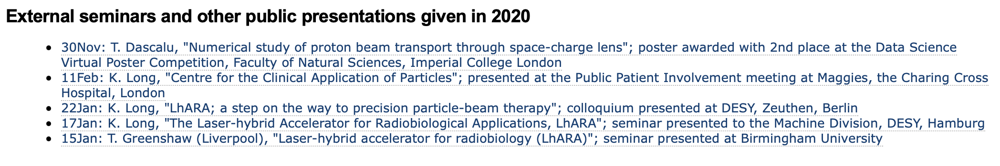 External seminars and other public presentations given in 2020
30Nov: T. Dascalu, "Numerical study of proton beam transport through space-charge lens"; poster awarded with 2nd place at the Data Science
Virtual Poster Competition, Faculty of Natural Sciences, Imperial College London
11Feb: K. Long, "Centre for the Clinical Application of Particles"; presented at the Public Patient Involvement meeting at Maggies, the Charing Cross
Hospital, London
22Jan: K. Long, "LhARA; a step on the way to precision particle-beam therapy"; colloquium presented at DESY, Zeuthen, Berlin
17Jan: K. Long, "The Laser-hybrid Accelerator for Radiobiological Applications, LhARA"; seminar presented to the Machine Division, DESY, Hamburg
15Jan: T. Greenshaw (Liverpool), "Laser-hybrid accelerator for radiobiology (LhARA)"; seminar presented at Birmingham University